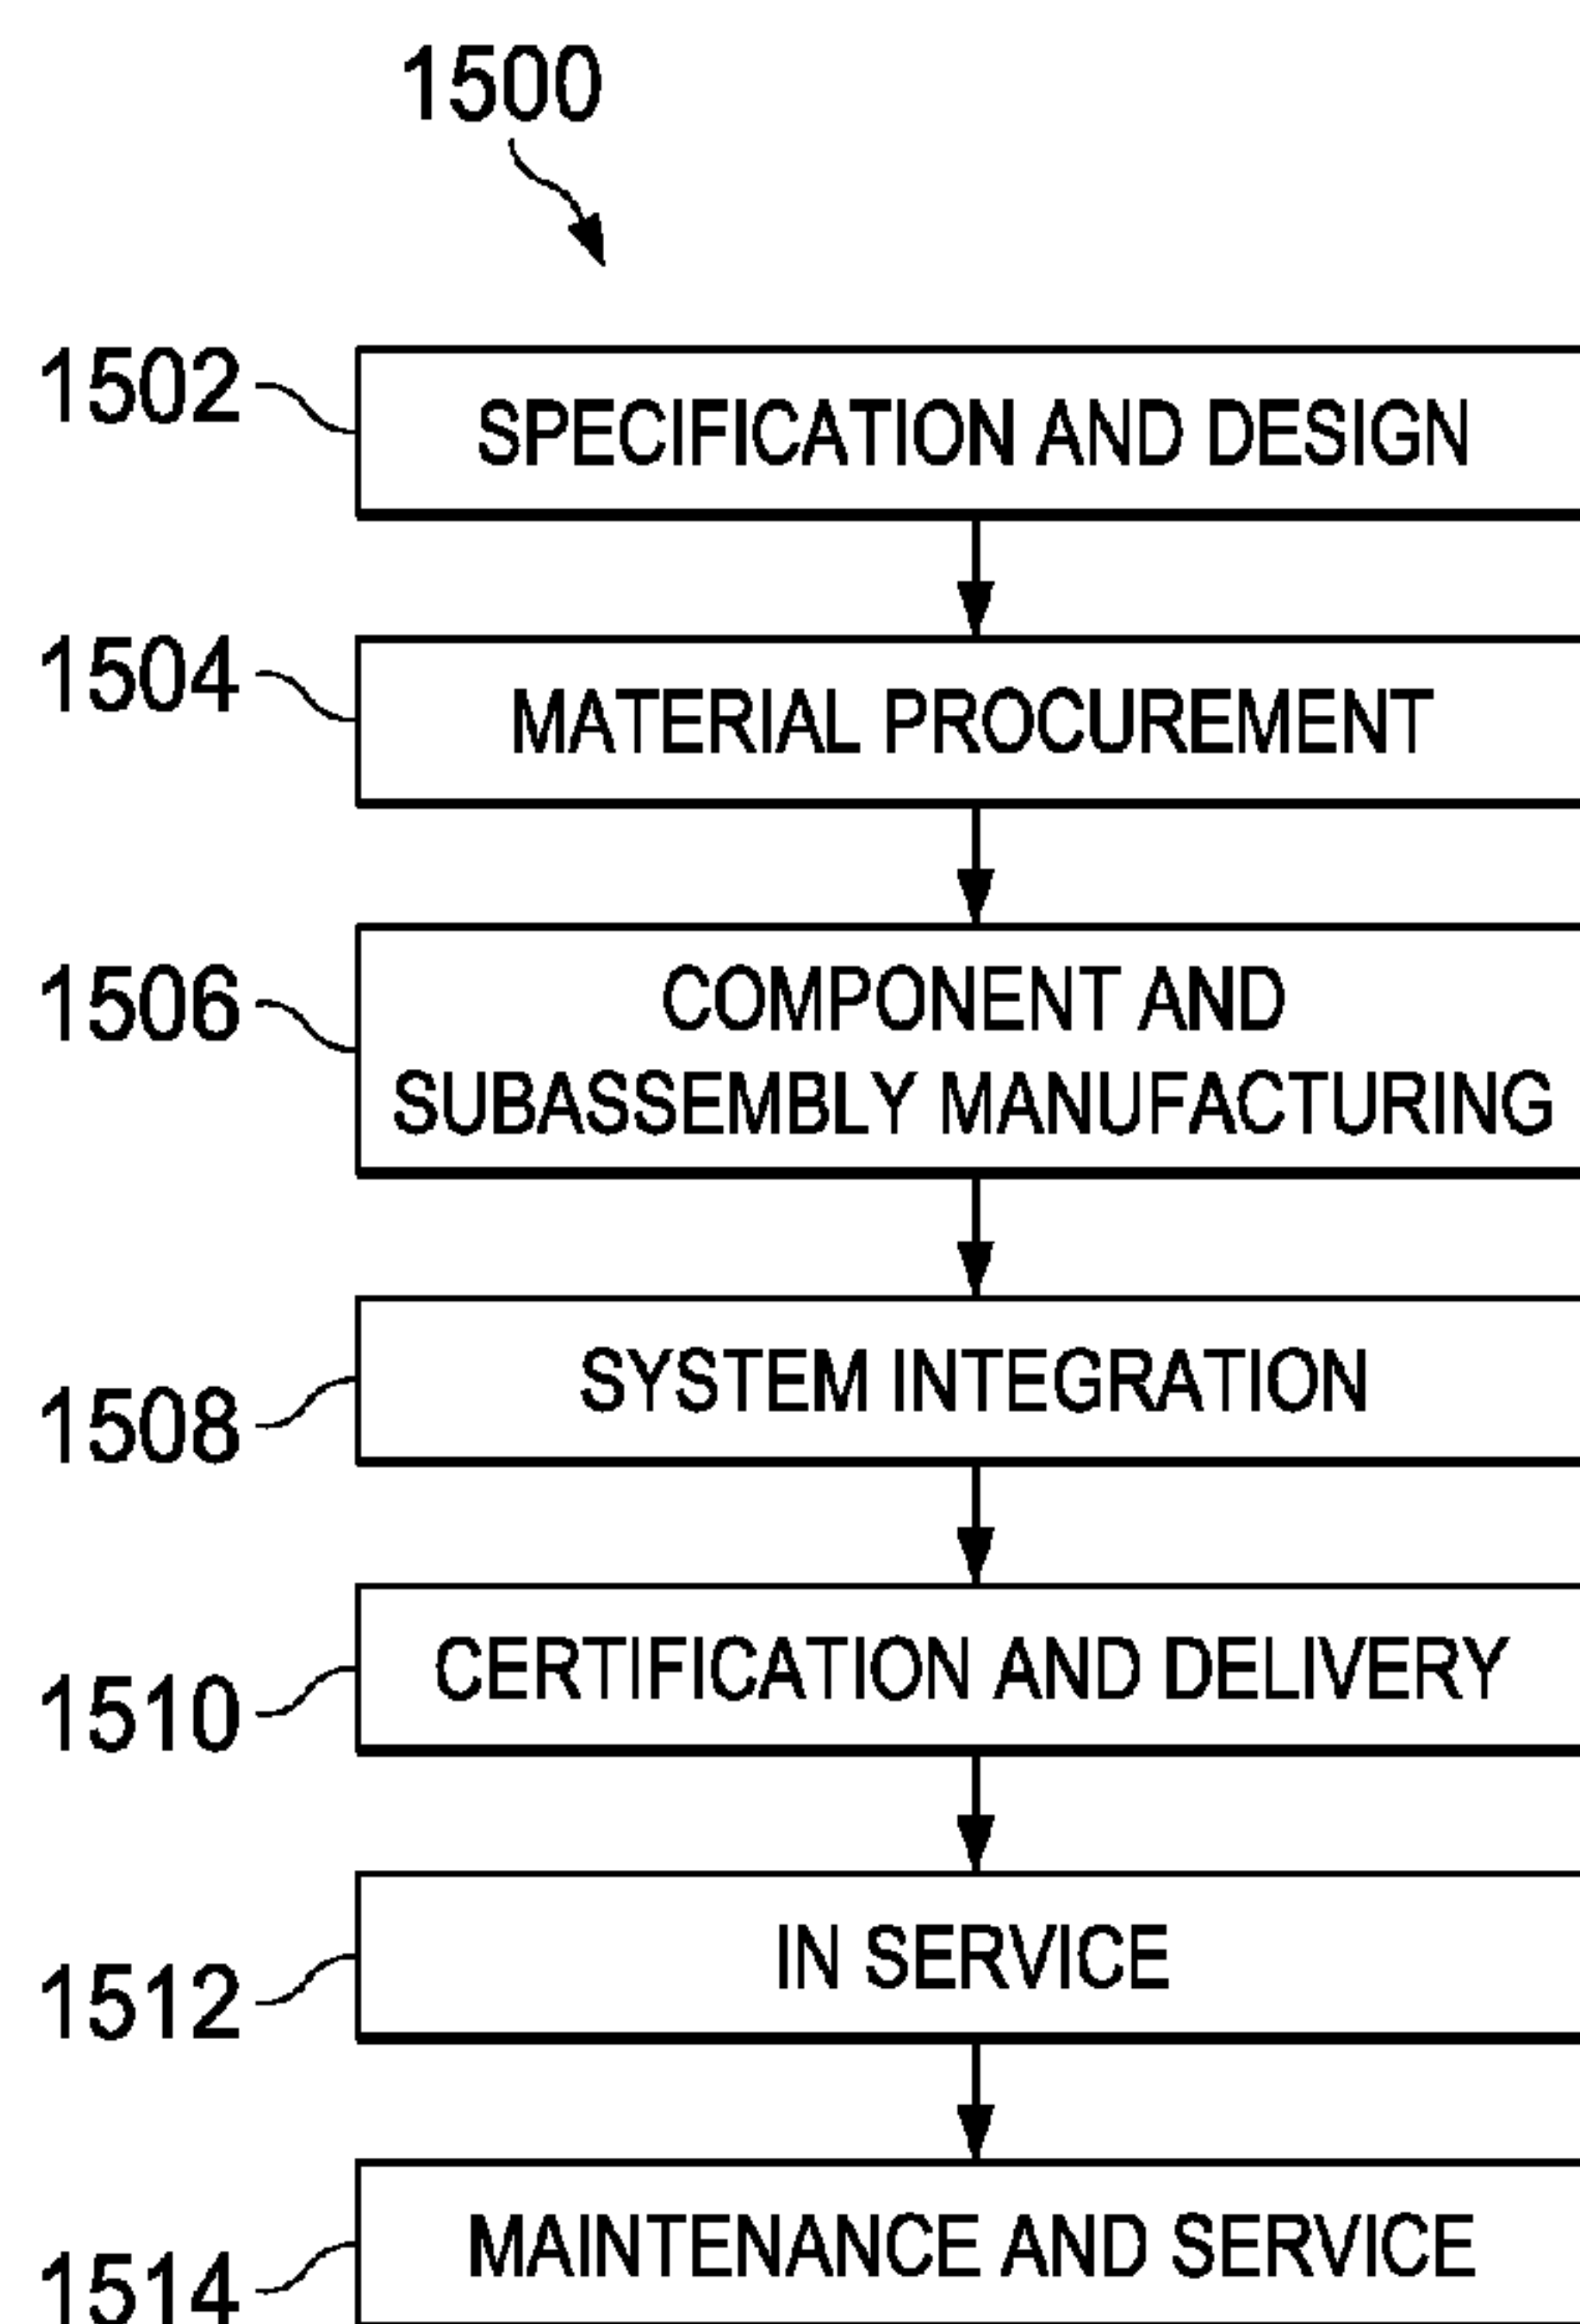 1500
1502
SPECIFICATION AND DESIGN
1504
MATERIAL PROCUREMENT
1506
COMPONENT AND
SUBASSEMBLY MANUFACTURING
1508
SYSTEM INTEGRATION
1510
CERTIFICATION AND DELIVERY
1512
IN SERVICE
1514
MAINTENANCE AND SERVICE